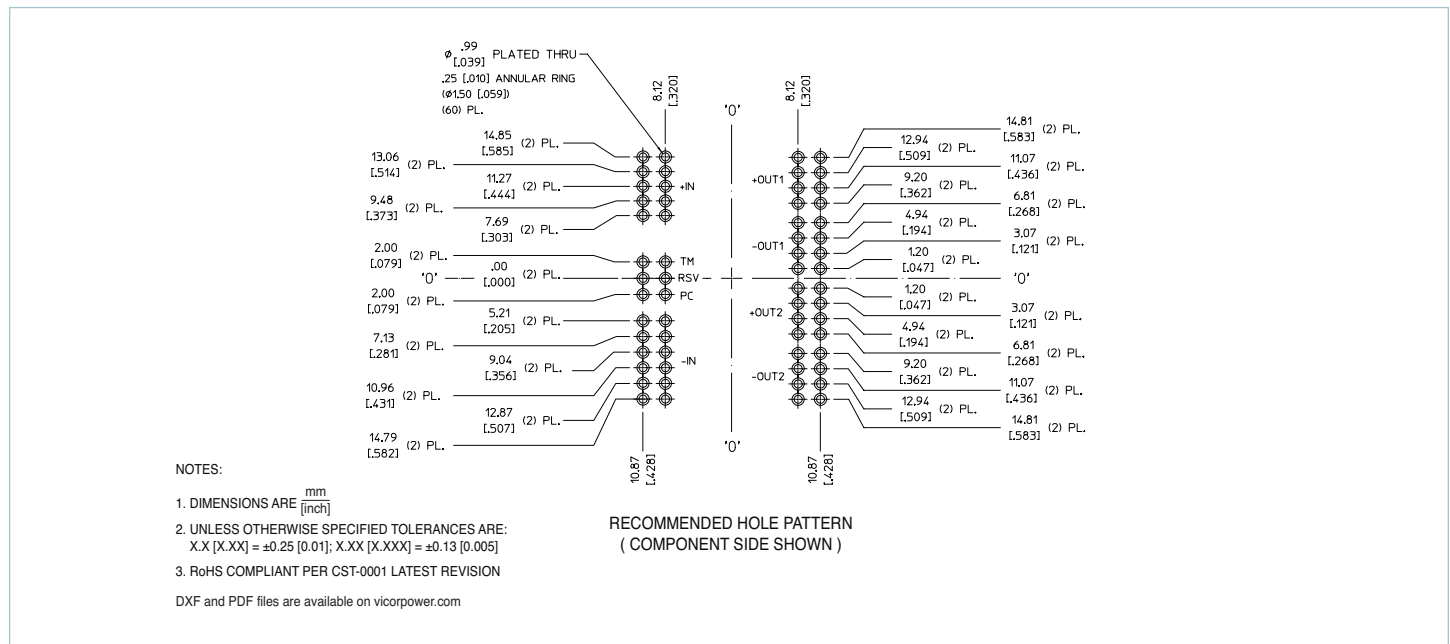 ø .99 [.039] PLATED THRU
.25 [.010] ANNULAR RING
(ø1.50 [.059])
(60) PL.
8.12 [.320]
'0'
8.12 [.320]
14.85 [.585] (2) PL.
13.06 [.514] (2) PL.
11.27 [.444] (2) PL.
9.48 [.373] (2) PL.
7.69 [.303] (2) PL.
2.00 [.079] (2) PL.
'0'
.00 [.000] (2) PL.
2.00 [.079] (2) PL.
5.21 [.205] (2) PL.
7.13 [.281] (2) PL.
9.04 [.356] (2) PL.
10.96 [.431] (2) PL.
12.87 [.507] (2) PL.
14.79 [.582] (2) PL.
+IN
TM
RSV
PC
-IN
+OUT1
-OUT1
+OUT2
-OUT2
14.81 [.583] (2) PL.
12.94 [.509] (2) PL.
11.07 [.436] (2) PL.
9.20 [.362] (2) PL.
6.81 [.268] (2) PL.
4.94 [.194] (2) PL.
3.07 [.121] (2) PL.
1.20 [.047] (2) PL.
'0'
1.20 [.047] (2) PL.
3.07 [.121] (2) PL.
4.94 [.194] (2) PL.
6.81 [.268] (2) PL.
9.20 [.362] (2) PL.
11.07 [.436] (2) PL.
12.94 [.509] (2) PL.
14.81 [.583] (2) PL.
10.87 [.428]
'0'
10.87 [.428]
NOTES:
1. DIMENSIONS ARE mm [inch]
2. UNLESS OTHERWISE SPECIFIED TOLERANCES ARE:
X.X [X.XX] = ±0.25 [0.01]; X.XX [X.XXX] = ±0.13 [0.005]
3. RoHS COMPLIANT PER CST-0001 LATEST REVISION
DXF and PDF files are available on vicorpower.com
RECOMMENDED HOLE PATTERN
( COMPONENT SIDE SHOWN )